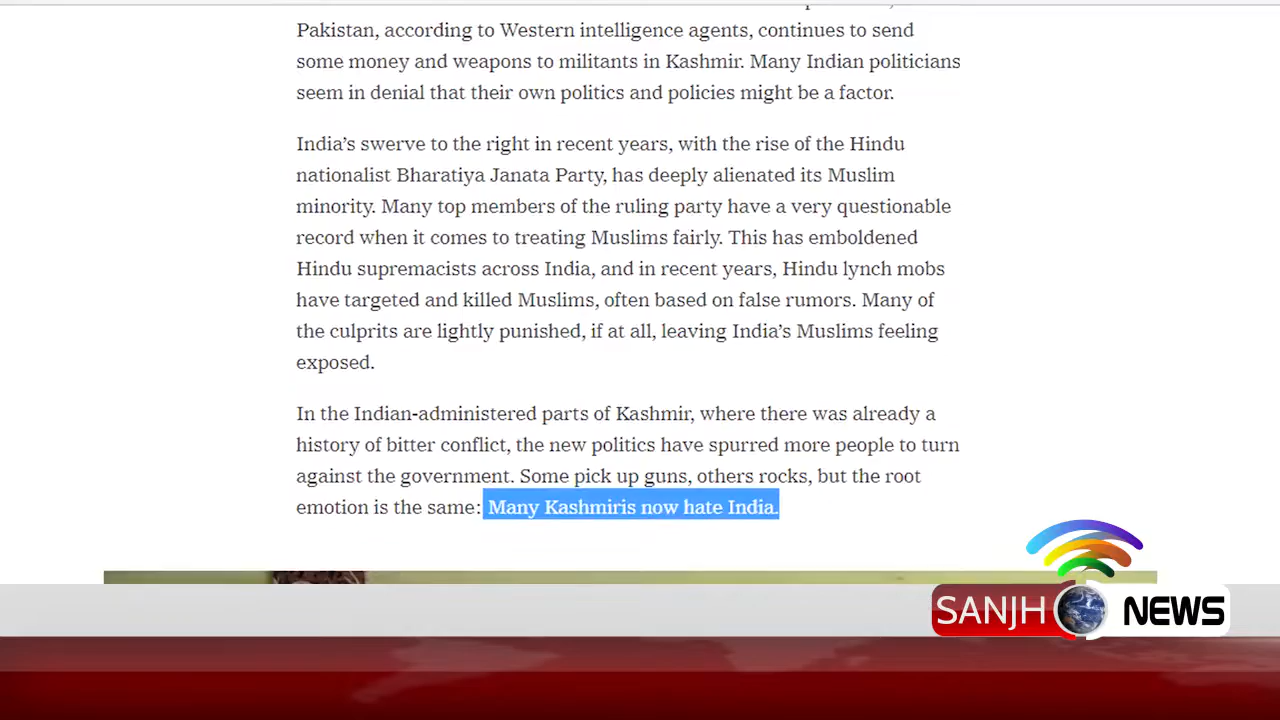 Pakistan, according to Western intelligence agents, continues to send
some money and weapons to militants in Kashmir. Many Indian politicians
seem in denial that their own politics and policies might be a factor.
India’s swerve to the right in recent years, with the rise of the Hindu
nationalist Bharatiya Janata Party, has deeply alienated its Muslim
minority. Many top members of the ruling party have a very questionable
record when it comes to treating Muslims fairly. This has emboldened
Hindu supremacists across India, and in recent years, Hindu lynch mobs
have targeted and killed Muslims, often based on false rumors. Many of
the culprits are lightly punished, if at all, leaving India’s Muslims feeling
exposed.
In the Indian-administered parts of Kashmir, where there was already a
history of bitter conflict, the new politics have spurred more people to turn
against the government. Some pick up guns, others rocks, but the root
emotion is the same: Many Kashmiris now hate India.
SANJH NEWS